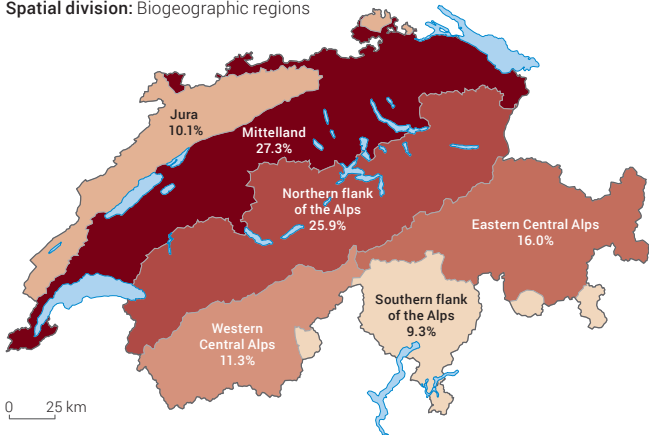 Spatial division: Biogeographic regions
Jura
10.1%
Mittelland
27.3%
Northern flank
of the Alps
25.9%
Eastern Central Alps
16.0%
Southern flank
of the Alps
9.3%
Western
Central Alps
11.3%
0 25 km